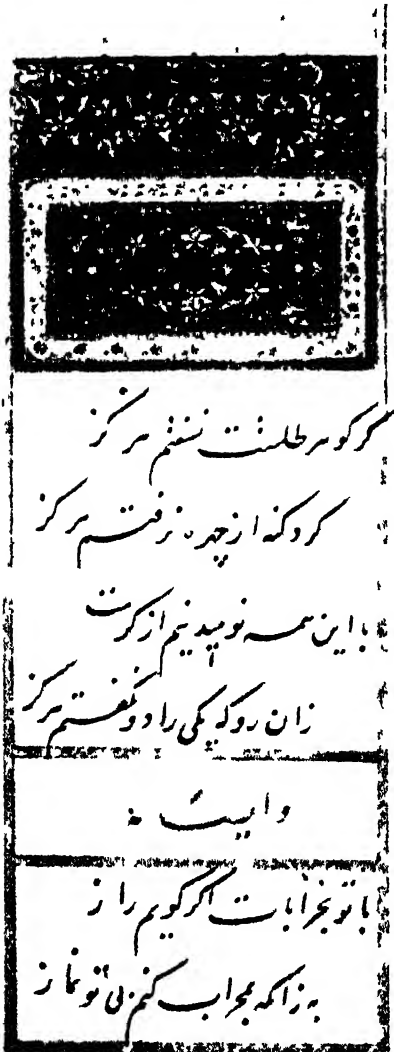 گر گوهر طاعتت نسفتم هرگز
گرد گنه از چهره نرفتم هرگز
با این همه نومید نیم از کرمت
زان رو که یکی را دو نگفتم هرگز
و ایضاً له
با تو بخرابات اگر گویم راز
به زانکه بمحراب کنم بی تو نماز